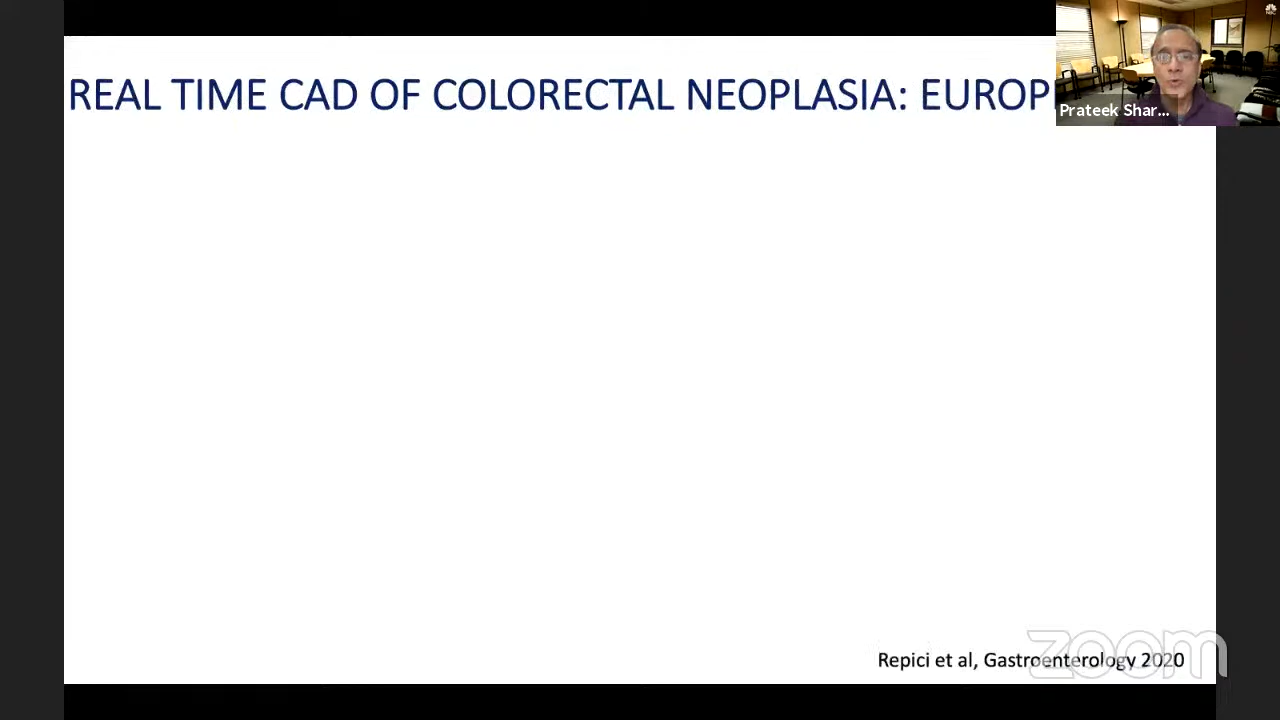 REAL TIME CAD OF COLORECTAL NEOPLASIA: EUROP
Prateek Shar...
Repici et al, Gastroenterology 2020
zoom